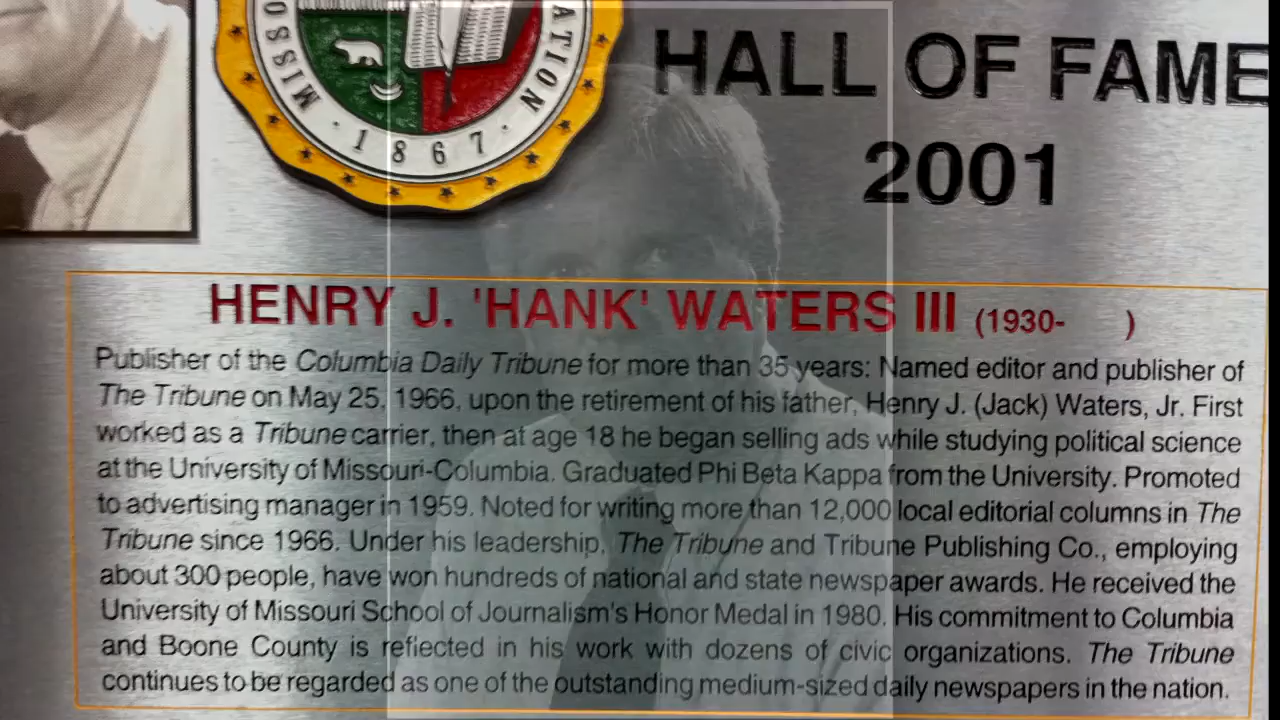 MISSO
ATION
· 1867 ·
HALL OF FAME
2001
HENRY J. 'HANK' WATERS III (1930- )
Publisher of the Columbia Daily Tribune for more than 35 years: Named editor and publisher of
The Tribune on May 25, 1966, upon the retirement of his father, Henry J. (Jack) Waters, Jr. First
worked as a Tribune carrier, then at age 18 he began selling ads while studying political science
at the University of Missouri-Columbia. Graduated Phi Beta Kappa from the University. Promoted
to advertising manager in 1959. Noted for writing more than 12,000 local editorial columns in The
Tribune since 1966. Under his leadership, The Tribune and Tribune Publishing Co., employing
about 300 people, have won hundreds of national and state newspaper awards. He received the
University of Missouri School of Journalism's Honor Medal in 1980. His commitment to Columbia
and Boone County is reflected in his work with dozens of civic organizations. The Tribune
continues to be regarded as one of the outstanding medium-sized daily newspapers in the nation.